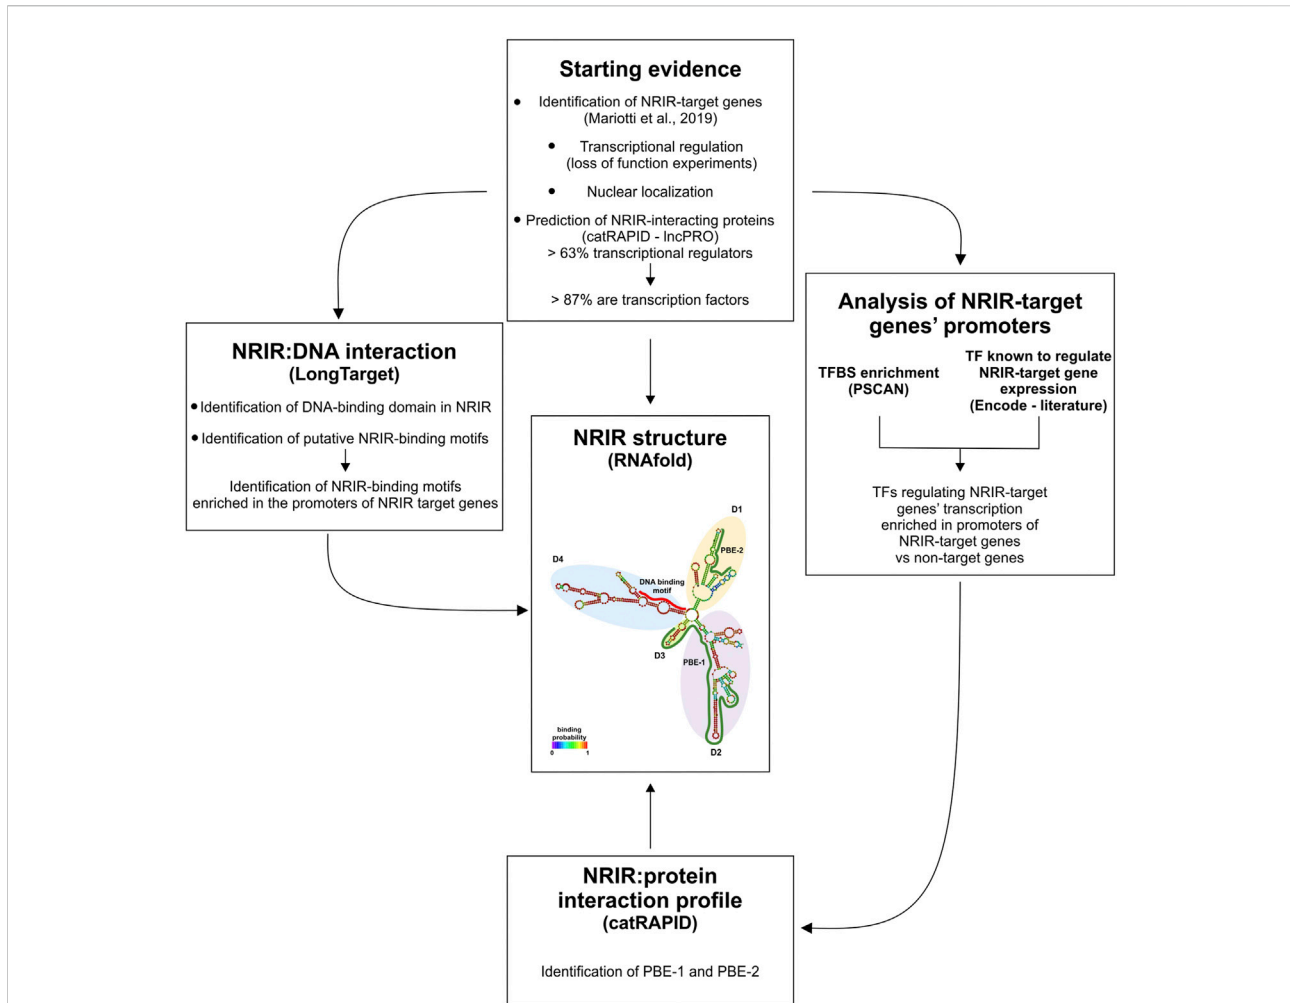 Starting evidence
● Identification of NRIR-target genes
(Mariotti et al., 2019)
● Transcriptional regulation
(loss of function experiments)
● Nuclear localization
● Prediction of NRIR-interacting proteins
(catRAPID - lncPRO)
> 63% transcriptional regulators
> 87% are transcription factors
NRIR:DNA interaction
(LongTarget)
● Identification of DNA-binding domain in NRIR
● Identification of putative NRIR-binding motifs
Identification of NRIR-binding motifs
enriched in the promoters of NRIR target genes
Analysis of NRIR-target
genes’ promoters
TFBS enrichment
(PSCAN)
TF known to regulate
NRIR-target gene
expression
(Encode - literature)
TFs regulating NRIR-target
genes’ transcription
enriched in promoters of
NRIR-target genes
vs non-target genes
NRIR structure
(RNAfold)
D1
PBE-2
D4
DNA binding
motif
D3
PBE-1
D2
binding
probability
0 1
NRIR:protein
interaction profile
(catRAPID)
Identification of PBE-1 and PBE-2